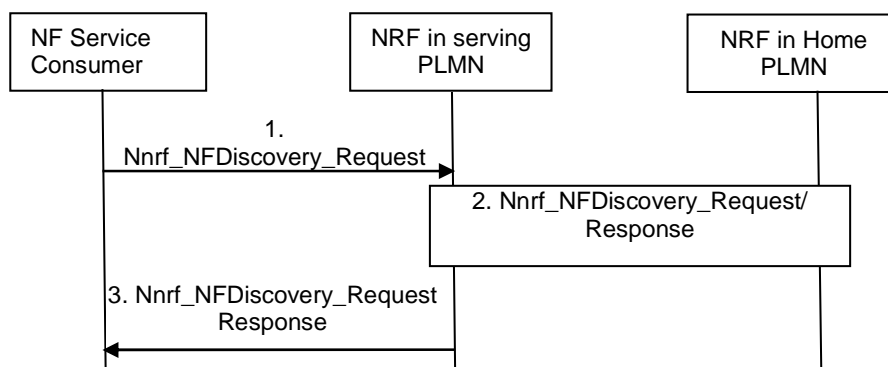 NF Service
Consumer
NRF in serving
PLMN
NRF in Home
PLMN
1.
Nnrf_NFDiscovery_Request
2. Nnrf_NFDiscovery_Request/
Response
3. Nnrf_NFDiscovery_Request
Response